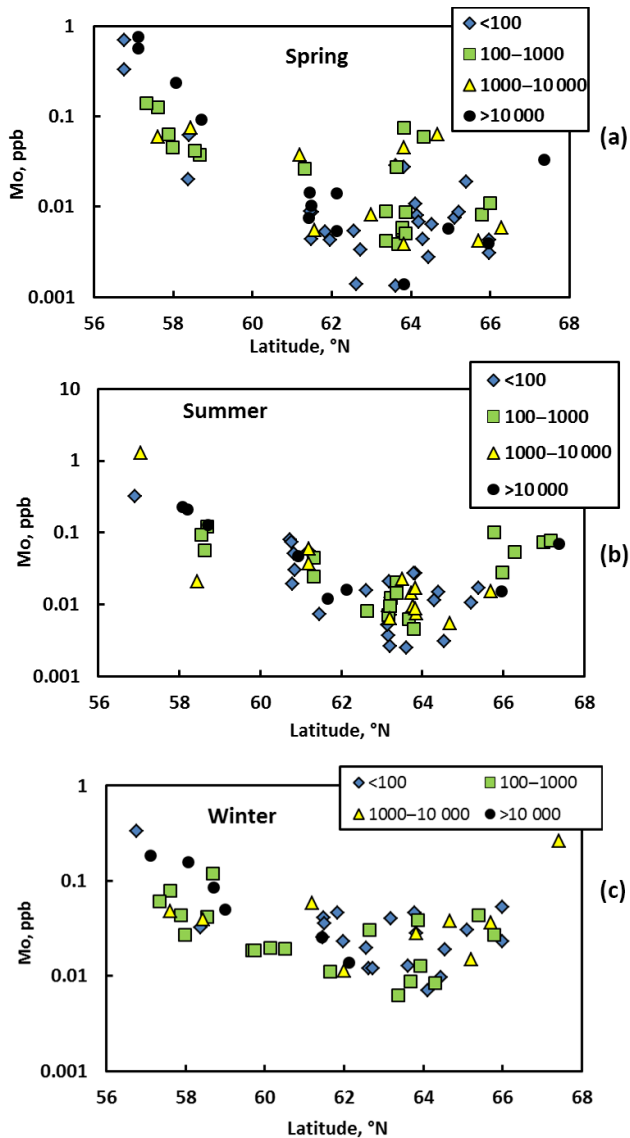 Spring
<100
100–1000
1000–10 000
>10 000
(a)
Mo, ppb
1
0.1
0.01
0.001
56 58 60 62 64 66 68
Latitude, °N
Summer
<100
100–1000
1000–10 000
>10 000
(b)
Mo, ppb
10
1
0.1
0.01
0.001
56 58 60 62 64 66 68
Latitude, °N
Winter
<100 100–1000
1000–10 000 >10 000
(c)
Mo, ppb
1
0.1
0.01
0.001
56 58 60 62 64 66 68
Latitude, °N